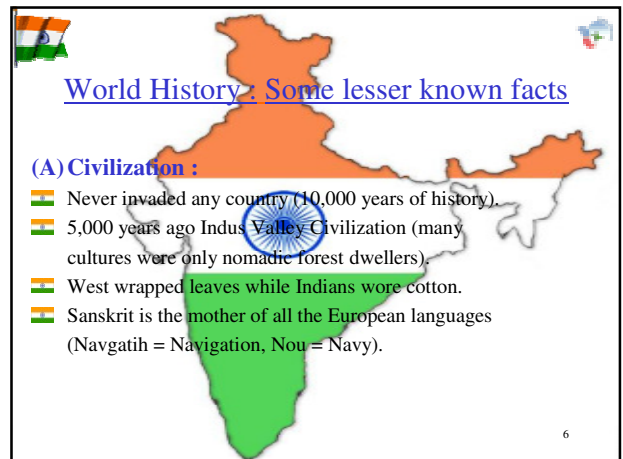 World History : Some lesser known facts
(A) Civilization :
Never invaded any country (10,000 years of history).
5,000 years ago Indus Valley Civilization (many
cultures were only nomadic forest dwellers).
West wrapped leaves while Indians wore cotton.
Sanskrit is the mother of all the European languages
(Navgatih = Navigation, Nou = Navy).
6